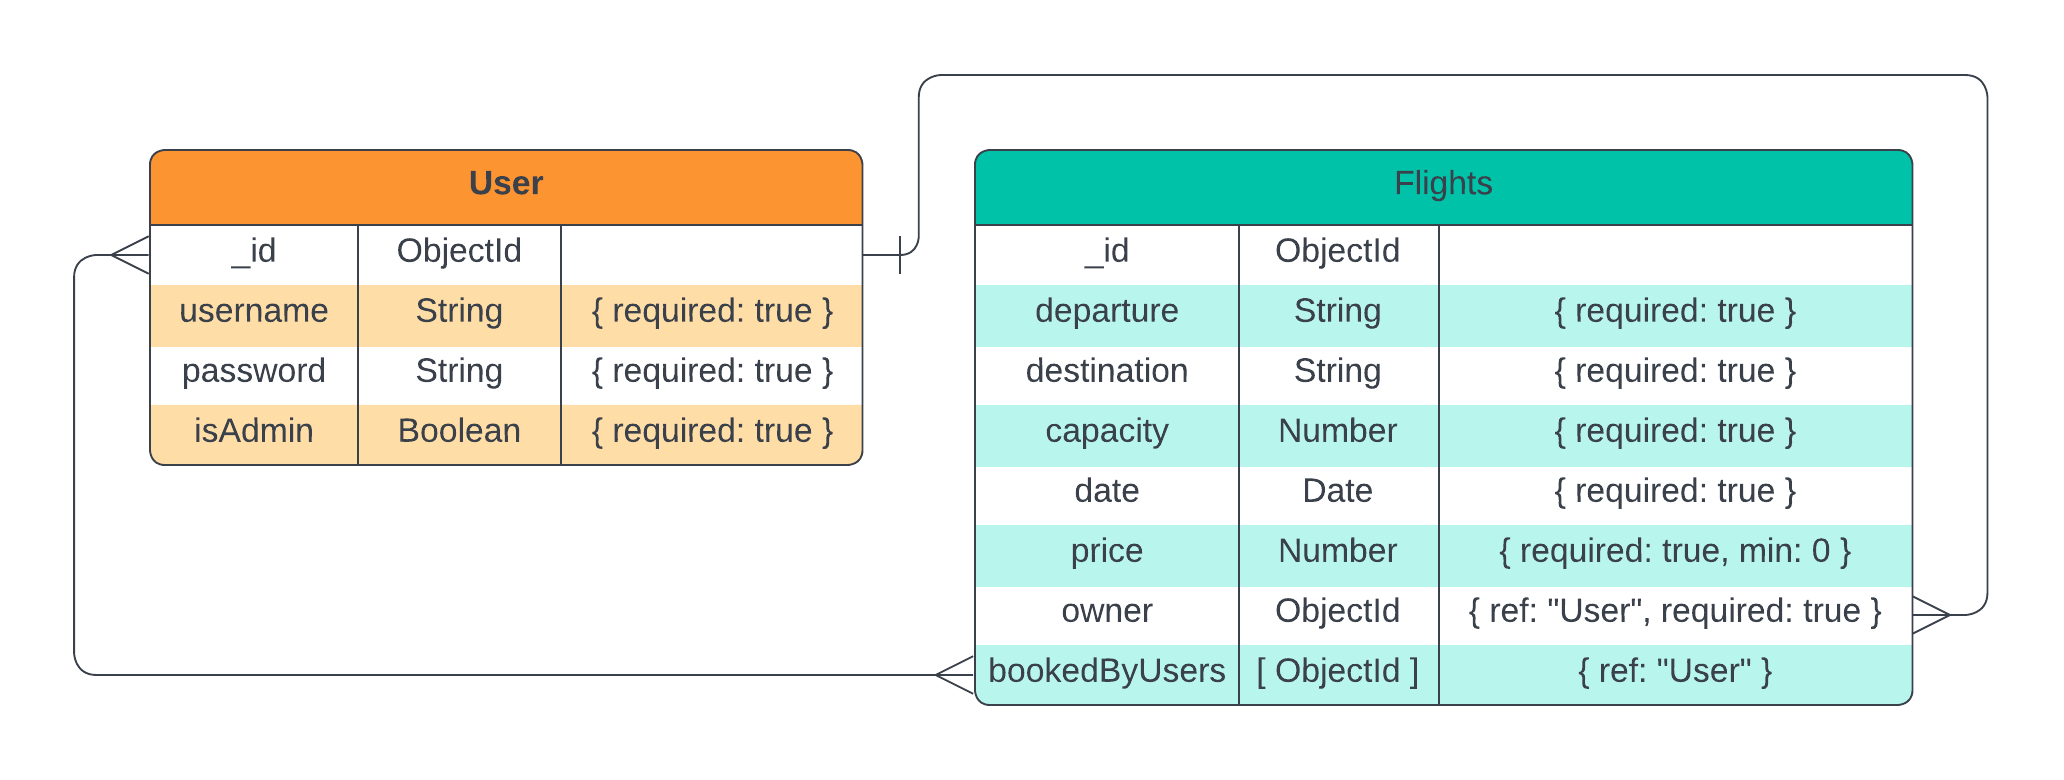 User
_id ObjectId
username String { required: true }
password String { required: true }
isAdmin Boolean { required: true }
Flights
_id ObjectId
departure String { required: true }
destination String { required: true }
capacity Number { required: true }
date Date { required: true }
price Number { required: true, min: 0 }
owner ObjectId { ref: "User", required: true }
bookedByUsers [ ObjectId ] { ref: "User" }